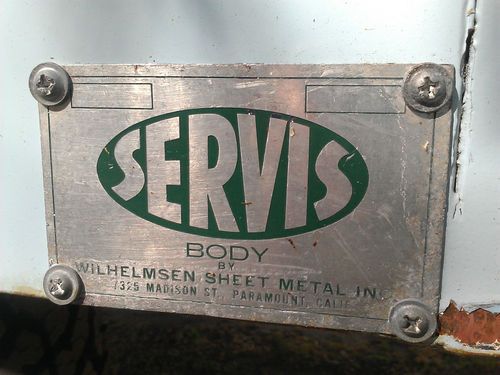 SERVIS
BODY
BY
WILHELMSEN SHEET METAL INC
7325 MADISON ST., PARAMOUNT, CALIF